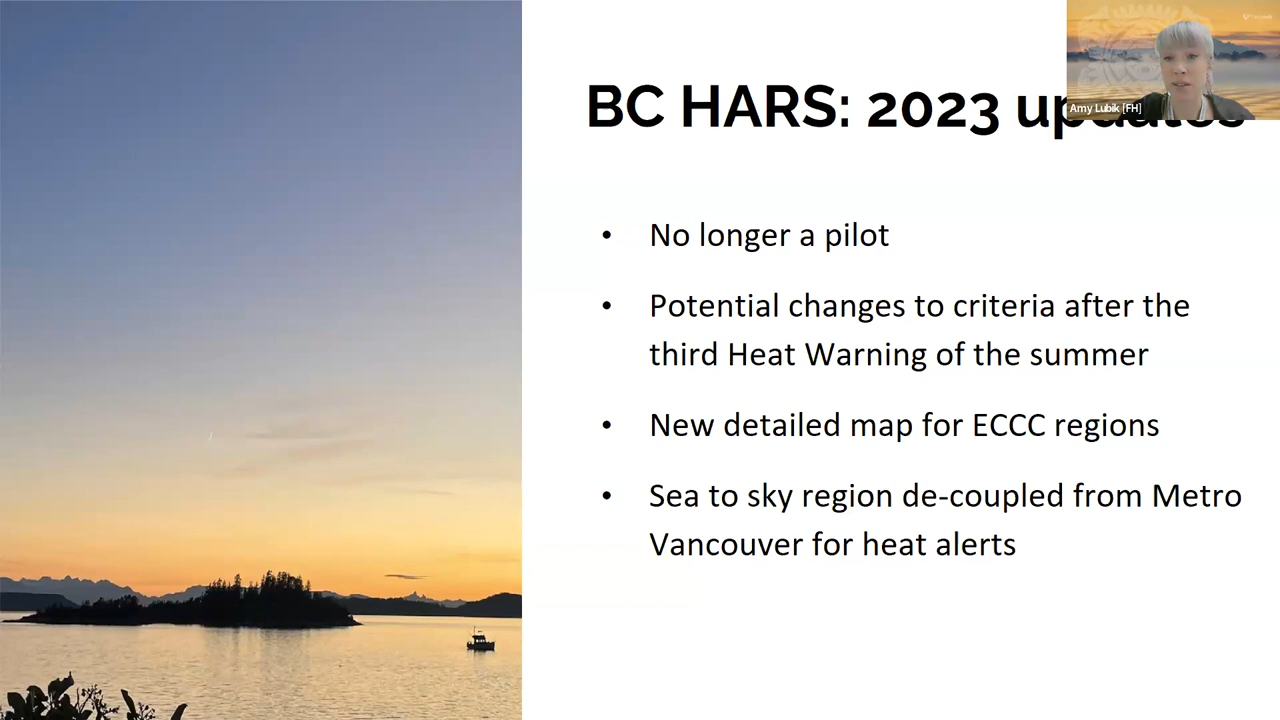 BC HARS: 2023 updates
Amy Lubik [FH]
• No longer a pilot
• Potential changes to criteria after the
third Heat Warning of the summer
• New detailed map for ECCC regions
• Sea to sky region de-coupled from Metro
Vancouver for heat alerts